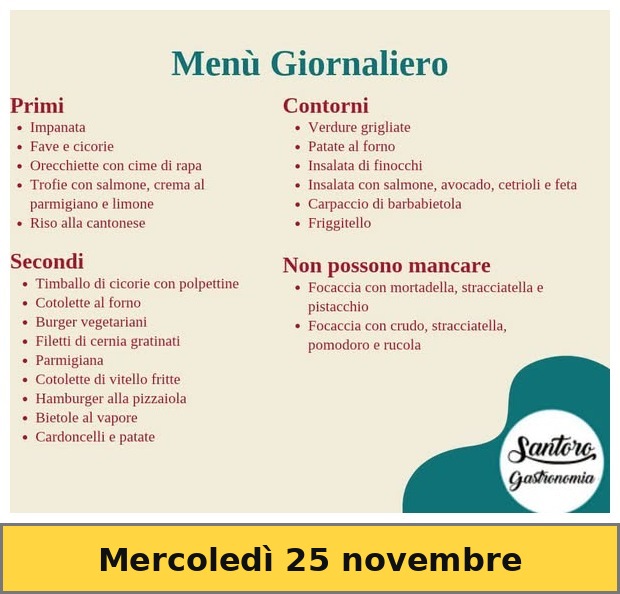 Menù Giornaliero
Primi
Impanata
Fave e cicorie
Orecchiette con cime di rapa
Trofie con salmone, crema al
parmigiano e limone
Riso alla cantonese
Secondi
Timballo di cicorie con polpettine
Cotolette al forno
Burger vegetariani
Filetti di cernia gratinati
Parmigiana
Cotolette di vitello fritte
Hamburger alla pizzaiola
Bietole al vapore
Cardoncelli e patate
Contorni
Verdure grigliate
Patate al forno
Insalata di finocchi
Insalata con salmone, avocado, cetrioli e feta
Carpaccio di barbabietola
Friggitello
Non possono mancare
Focaccia con mortadella, stracciatella e
pistacchio
Focaccia con crudo, stracciatella,
pomodoro e rucola
Santoro
Gastronomia
Mercoledì 25 novembre